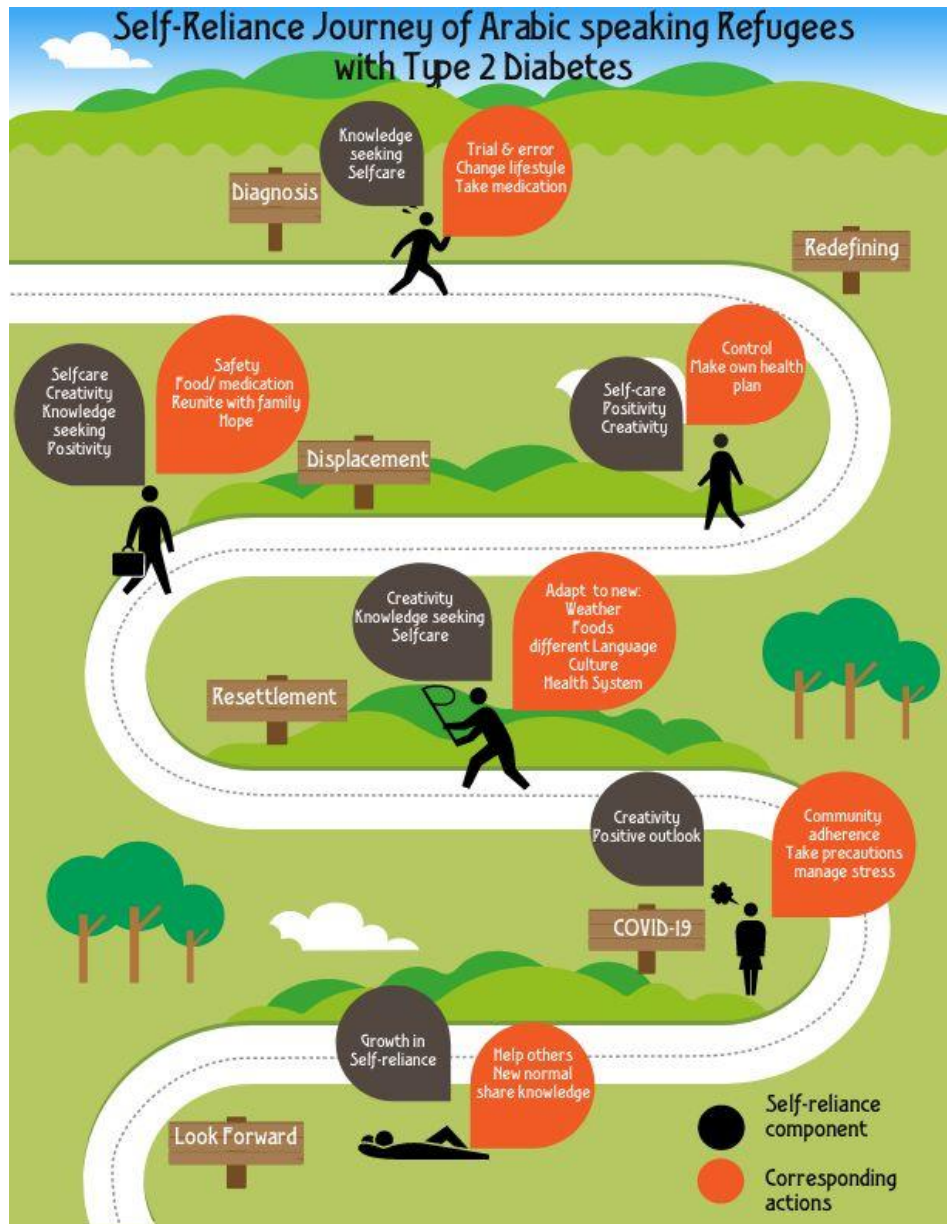 Self-Reliance Journey of Arabic speaking Refugees
with Type 2 Diabetes
Diagnosis
Knowledge
seeking
Selfcare
Trial & error
Change lifestyle
Take medication
Redefining
Self-care
Positivity
Creativity
Control
Make own health
plan
Displacement
Selfcare
Creativity
Knowledge
seeking
Positivity
Safety
Food/ medication
Reunite with family
Hope
Resettlement
Creativity
Knowledge seeking
Selfcare
Adapt to new:
Weather
Foods
different Language
Culture
Health System
COVID-19
Creativity
Positive outlook
Community
adherence
Take precautions
manage stress
Look Forward
Growth in
Self-reliance
Help others
New normal
share knowledge
Self-reliance
component
Corresponding
actions